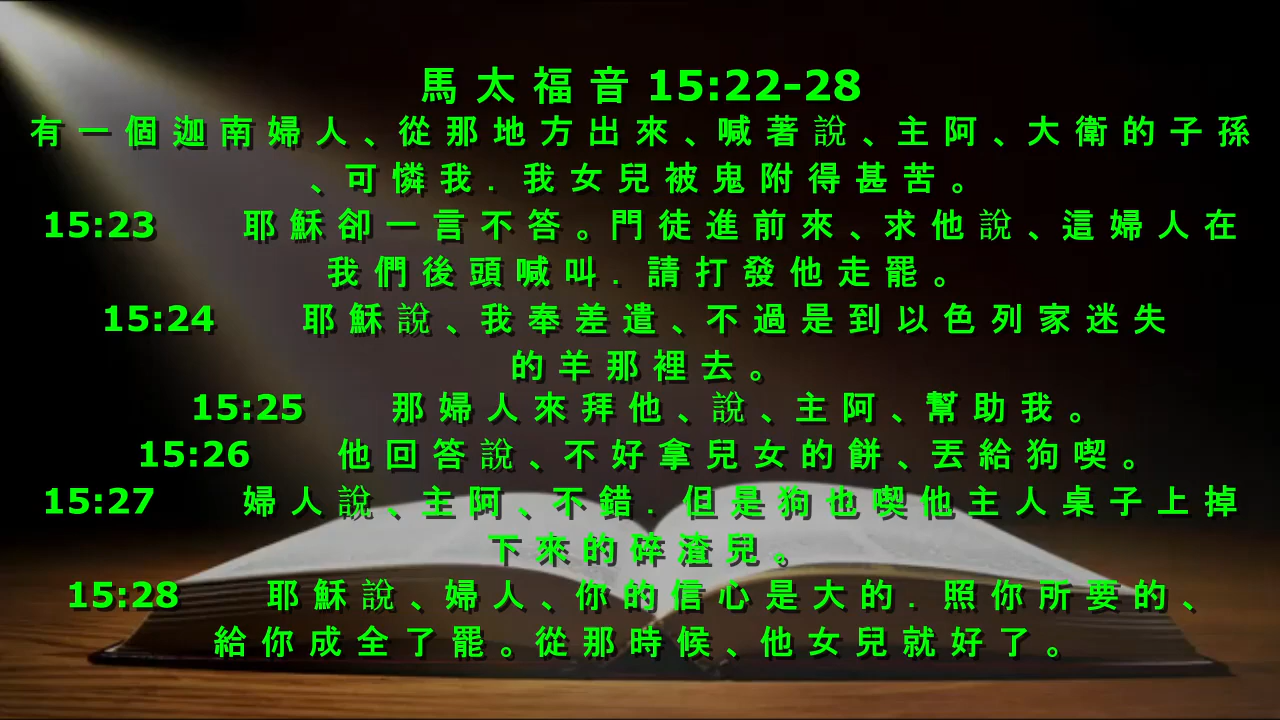 馬 太 福 音 15:22-28
有 一 個 迦 南 婦 人 、 從 那 地 方 出 來 、 喊 著 說 、 主 阿 、 大 衛 的 子 孫
、 可 憐 我 . 我 女 兒 被 鬼 附 得 甚 苦 。
15:23 耶 穌 卻 一 言 不 答 。 門 徒 進 前 來 、 求 他 說 、 這 婦 人 在
我 們 後 頭 喊 叫 . 請 打 發 他 走 罷 。
15:24 耶 穌 說 、 我 奉 差 遣 、 不 過 是 到 以 色 列 家 迷 失
的 羊 那 裡 去 。
15:25 那 婦 人 來 拜 他 、 說 、 主 阿 、 幫 助 我 。
15:26 他 回 答 說 、 不 好 拿 兒 女 的 餅 、 丟 給 狗 喫 。
15:27 婦 人 說 、 主 阿 、 不 錯 . 但 是 狗 也 喫 他 主 人 桌 子 上 掉
下 來 的 碎 渣 兒 。
15:28 耶 穌 說 、 婦 人 、 你 的 信 心 是 大 的 . 照 你 所 要 的 、
給 你 成 全 了 罷 。 從 那 時 候 、 他 女 兒 就 好 了 。